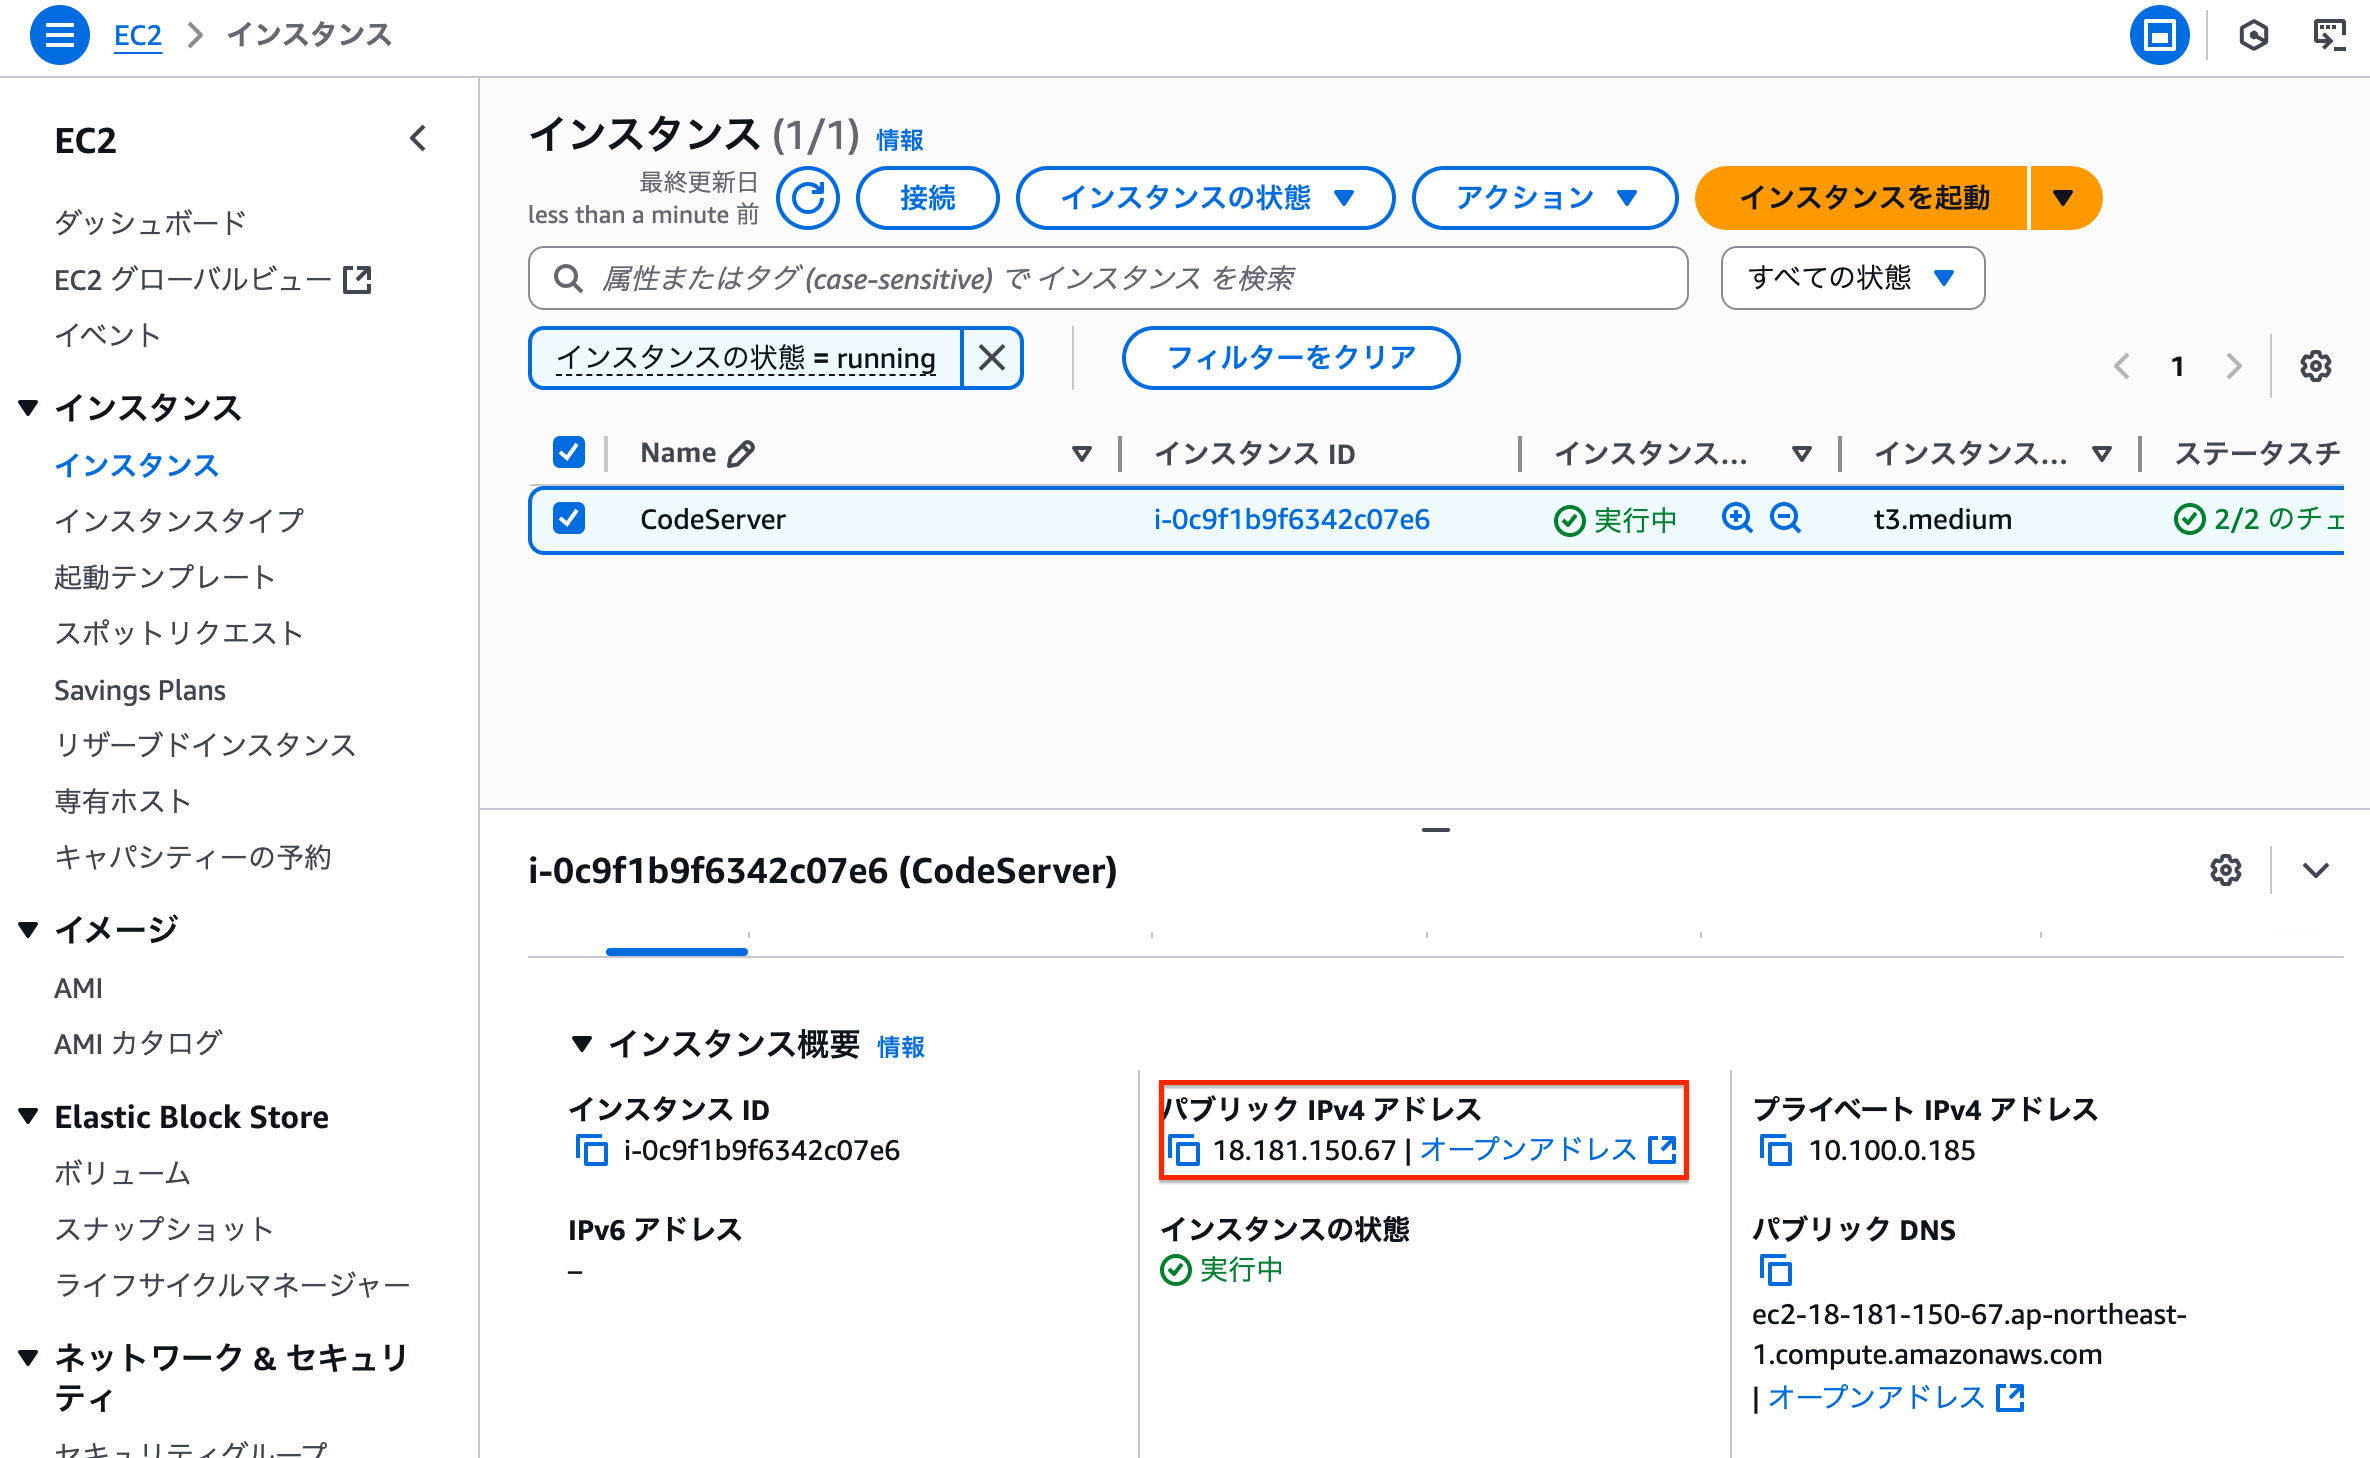 EC2 > インスタンス
EC2
ダッシュボード
EC2 グローバルビュー
イベント
インスタンス
インスタンス
インスタンスタイプ
起動テンプレート
スポットリクエスト
Savings Plans
リザーブドインスタンス
専有ホスト
キャパシティーの予約
イメージ
AMI
AMI カタログ
Elastic Block Store
ボリューム
スナップショット
ライフサイクルマネージャー
ネットワーク & セキュリ
ティ
セキュリティグループ
インスタンス (1/1) 情報
最終更新日
less than a minute 前
接続
インスタンスの状態
アクション
インスタンスを起動
属性またはタグ (case-sensitive) で インスタンス を検索
すべての状態
インスタンスの状態 = running
フィルターをクリア
1
Name インスタンス ID インスタンス... インスタンス... ステータスチ
CodeServer i-0c9f1b9f6342c07e6 実行中 t3.medium 2/2 のチェ
i-0c9f1b9f6342c07e6 (CodeServer)
インスタンス概要 情報
インスタンス ID
i-0c9f1b9f6342c07e6
パブリック IPv4 アドレス
18.181.150.67 | オープンアドレス
プライベート IPv4 アドレス
10.100.0.185
IPv6 アドレス
–
インスタンスの状態
実行中
パブリック DNS
ec2-18-181-150-67.ap-northeast-
1.compute.amazonaws.com
| オープンアドレス